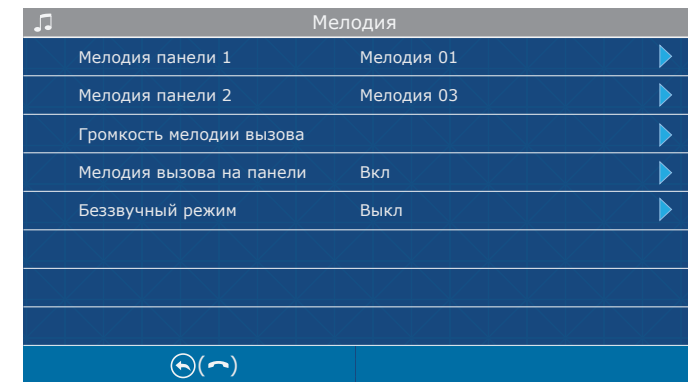 Мелодия
Мелодия панели 1 Мелодия 01
Мелодия панели 2 Мелодия 03
Громкость мелодии вызова
Мелодия вызова на панели Вкл
Беззвучный режим Выкл